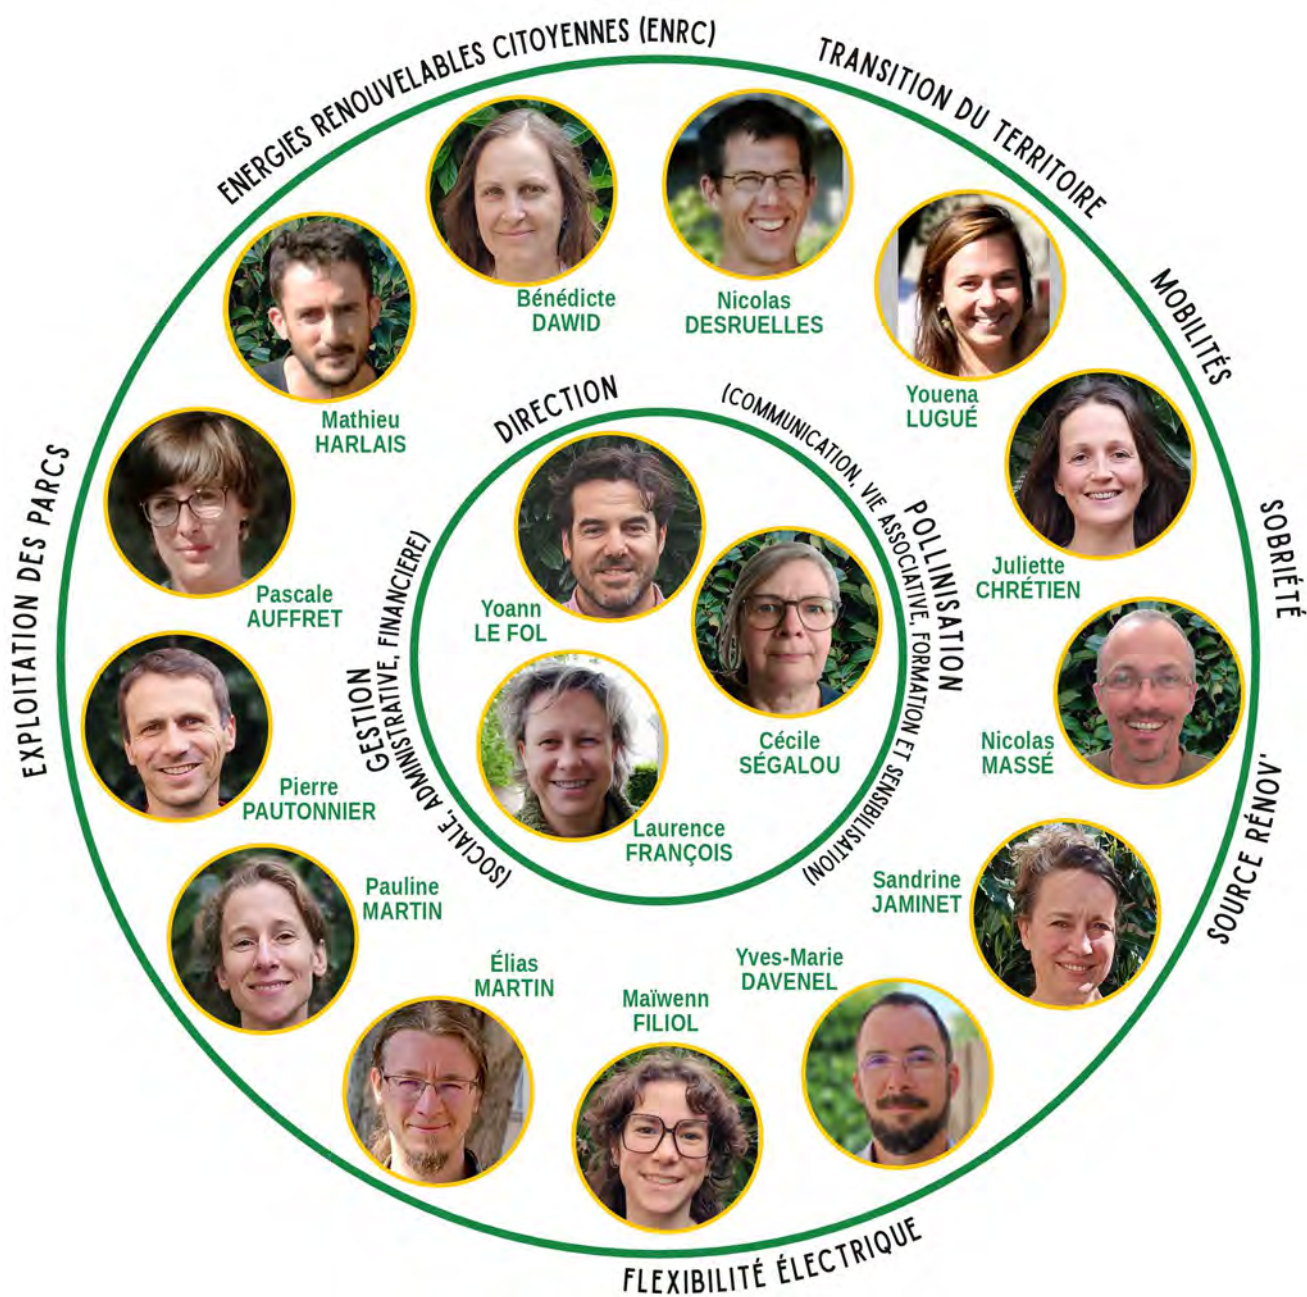 ENERGIES RENOUVELABLES CITOYENNES (ENRC)
TRANSITION DU TERRITOIRE
MOBILITÉS
SOBRIÉTÉ
SOURCE RÉNOV'
FLEXIBILITÉ ÉLECTRIQUE
EXPLOITATION DES PARCS
Bénédicte
DAWID
Nicolas
DESRUELLES
Youena
LUGUÉ
Mathieu
HARLAIS
Juliette
CHRÉTIEN
Pascale
AUFFRET
DIRECTION
POLLINISATION
(COMMUNICATION, VIE ASSOCIATIVE, FORMATION ET SENSIBILISATION)
GESTION
(SOCIALE, ADMINISTRATIVE, FINANCIERE)
Yoann
LE FOL
Cécile
SÉGALOU
Laurence
FRANÇOIS
Nicolas
MASSÉ
Pierre
PAUTONNIER
Sandrine
JAMINET
Pauline
MARTIN
Élias
MARTIN
Maïwenn
FILIOL
Yves-Marie
DAVENEL